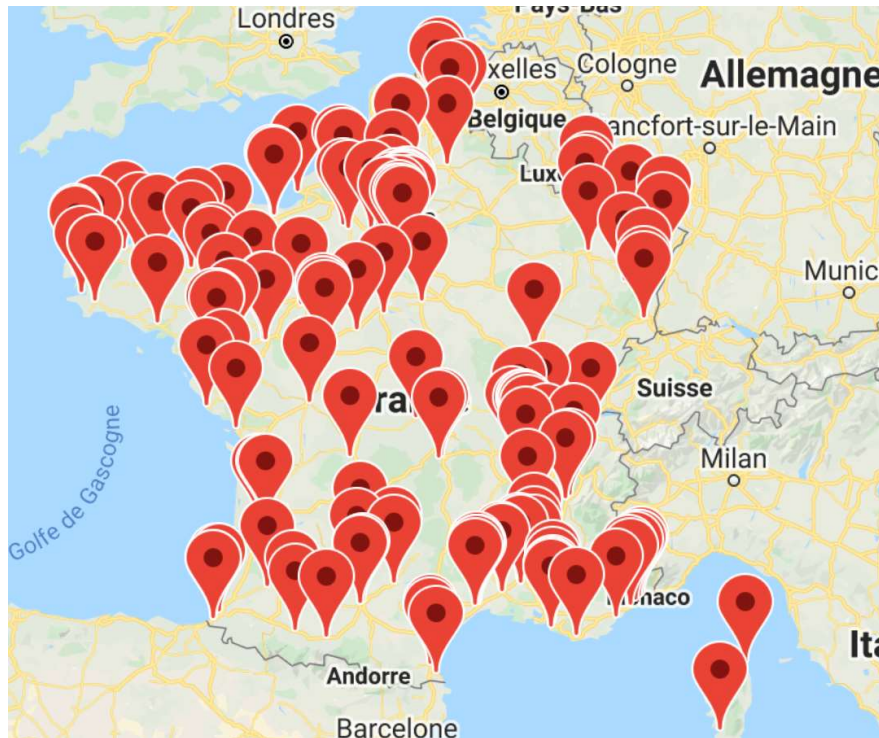 Londres
Pays-Bas
xelles
Cologne
Allemagne
Belgique
ancfort-sur-le-Main
Lux
Munic
Suisse
Golfe de Gascogne
Milan
naco
Ita
Andorre
Barcelone